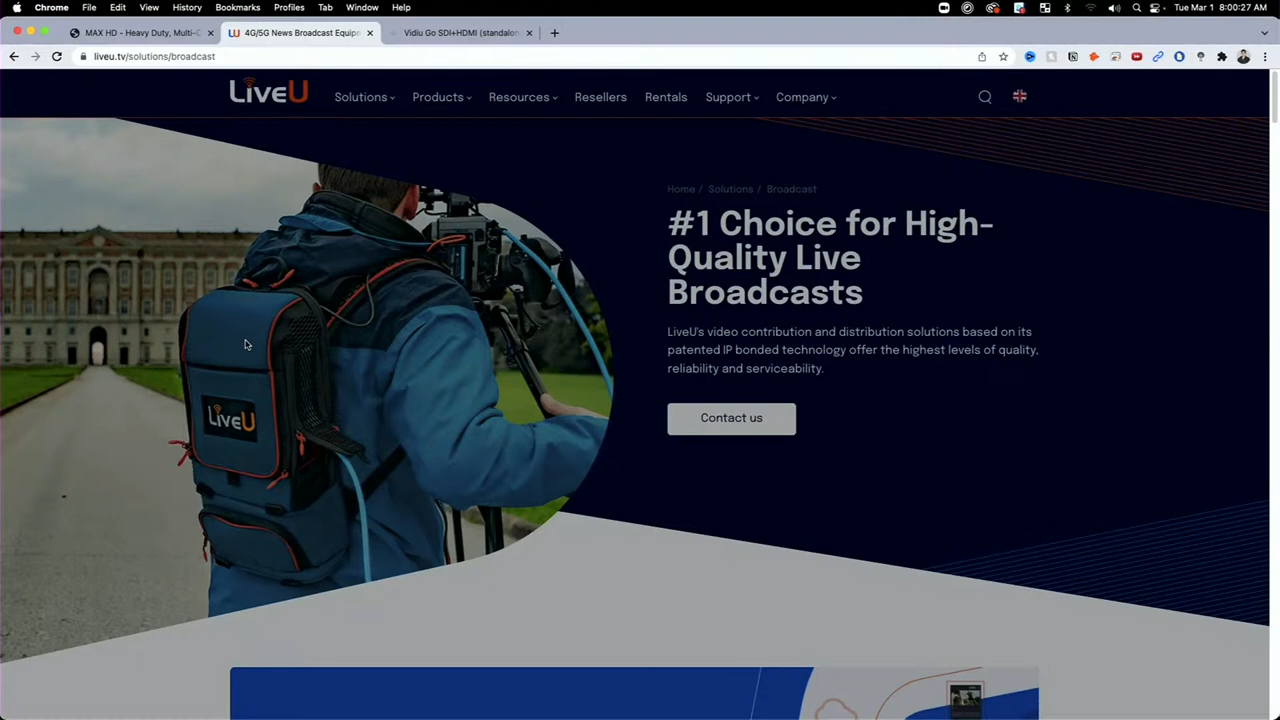 Chrome File Edit View History Bookmarks Profiles Tab Window Help Tue Mar 1 8:00:27 AM
MAX HD - Heavy Duty, Multi-C 4G/5G News Broadcast Equipm Vidiu Go SDI+HDMI (standalon
liveu.tv/solutions/broadcast
LiveU Solutions Products Resources Resellers Rentals Support Company
Home / Solutions / Broadcast
#1 Choice for High-
Quality Live
Broadcasts
LiveU's video contribution and distribution solutions based on its
patented IP bonded technology offer the highest levels of quality,
reliability and serviceability.
Contact us
LiveU